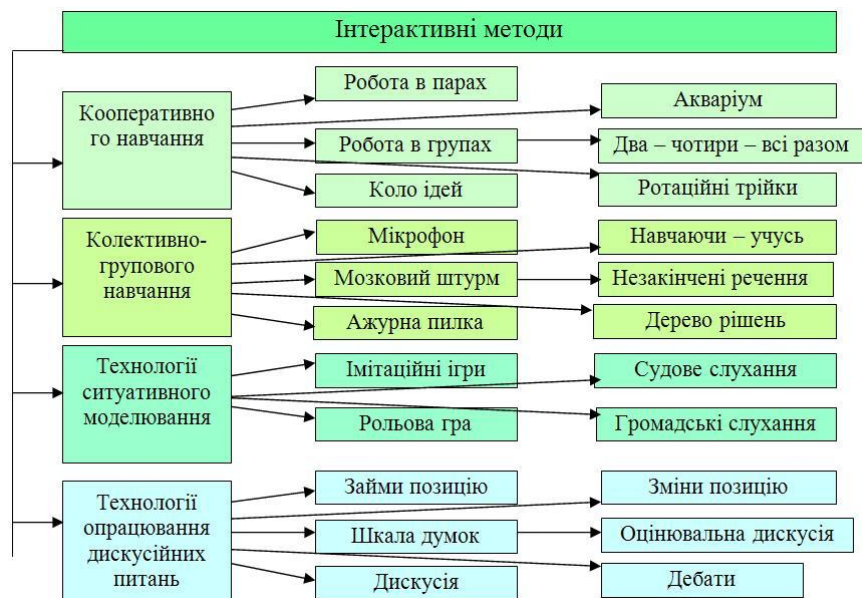 Інтерактивні методи
Кооперативно
го навчання
Робота в парах
Акваріум
Робота в групах
Два – чотири – всі разом
Коло ідей
Ротаційні трійки
Колективно-
групового
навчання
Мікрофон
Навчаючи – учусь
Мозковий штурм
Незакінчені речення
Ажурна пилка
Дерево рішень
Технології
ситуативного
моделювання
Імітаційні ігри
Судове слухання
Рольова гра
Громадські слухання
Технології
опрацювання
дискусійних
питань
Займи позицію
Зміни позицію
Шкала думок
Оцінювальна дискусія
Дискусія
Дебати